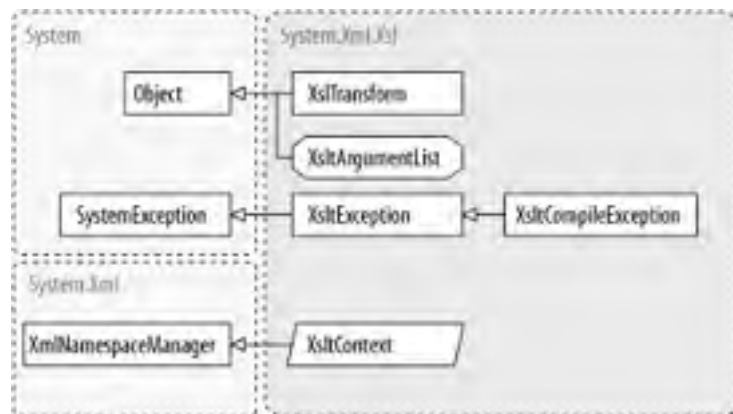 System
System.Xml.Xsl
Object
XslTransform
XsltArgumentList
SystemException
XsltException
XsltCompileException
System.Xml
XmlNamespaceManager
XsltContext